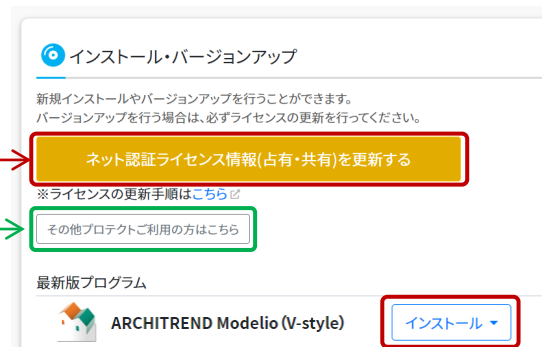 インストール・バージョンアップ
新規インストールやバージョンアップを行うことができます。
バージョンアップを行う場合は、必ずライセンスの更新を行ってください。
ネット認証ライセンス情報(占有・共有)を更新する
※ライセンスの更新手順はこちら
その他プロテクトご利用の方はこちら
最新版プログラム
ARCHITREND Modelio（V-style） インストール